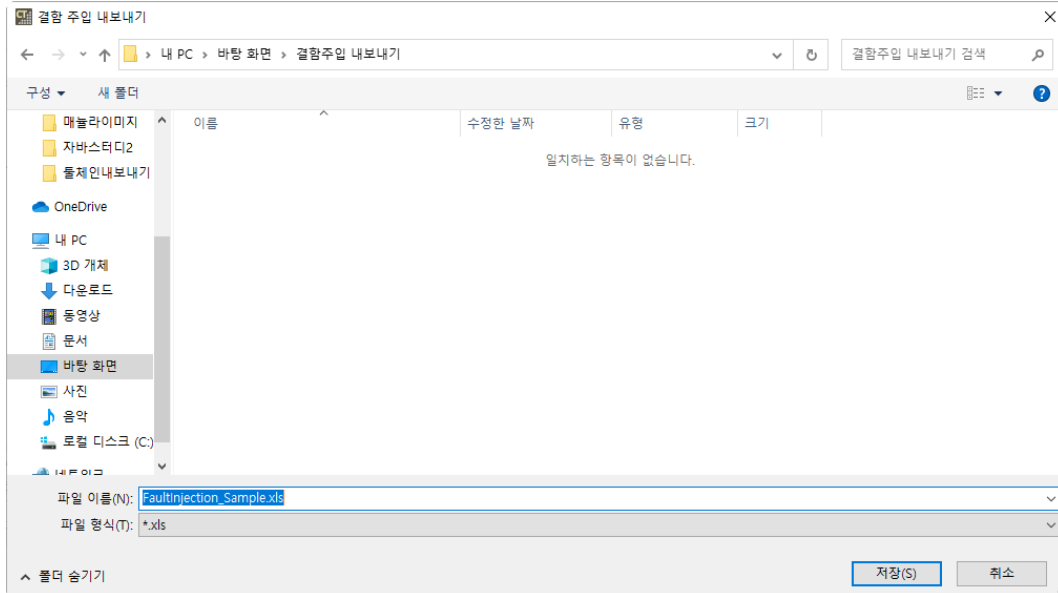 결함 주입 내보내기
내 PC > 바탕 화면 > 결함주입 내보내기
결함주입 내보내기 검색
구성 새 폴더
이름 수정한 날짜 유형 크기
일치하는 항목이 없습니다.
매뉼라이미지
자바스터디2
툴체인내보내기
OneDrive
내 PC
3D 개체
다운로드
동영상
문서
바탕 화면
사진
음악
로컬 디스크 (C:)
파일 이름(N): FaultInjection_Sample.xls
파일 형식(T): *.xls
폴더 숨기기
저장(S) 취소